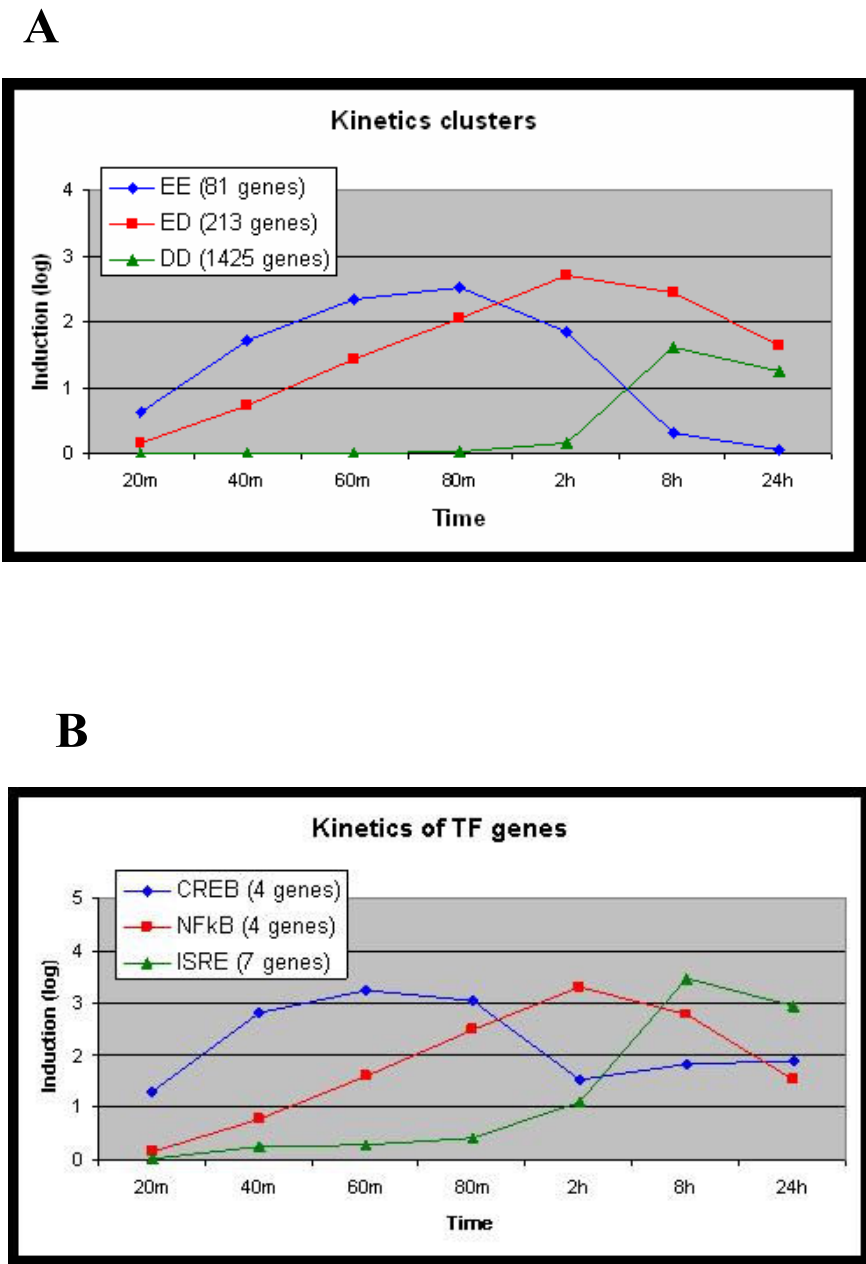 A
Kinetics clusters
EE (81 genes)
ED (213 genes)
DD (1425 genes)
Induction (log)
4
3
2
1
0
20m 40m 60m 80m 2h 8h 24h
Time
B
Kinetics of TF genes
CREB (4 genes)
NFkB (4 genes)
ISRE (7 genes)
Induction (log)
5
4
3
2
1
0
20m 40m 60m 80m 2h 8h 24h
Time